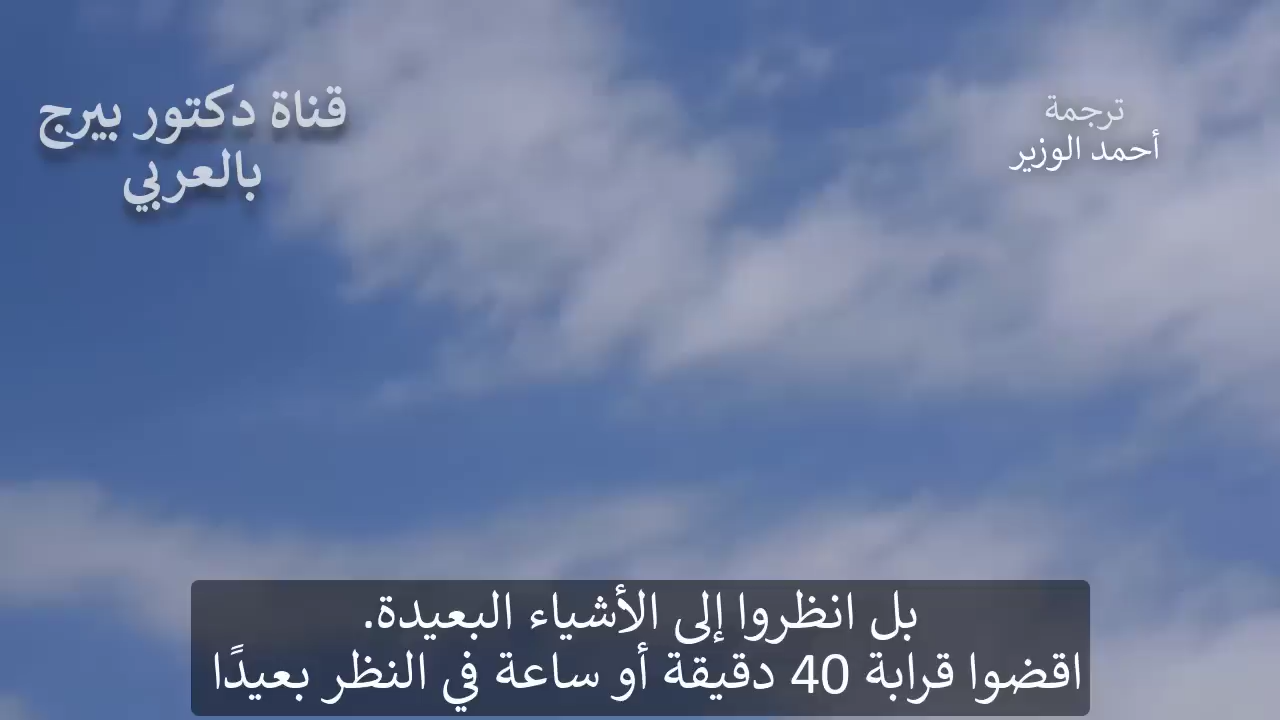 قناة دكتور بيرج
بالعربي
ترجمة
أحمد الوزير
بل انظروا إلى الأشياء البعيدة.
اقضوا قرابة 40 دقيقة أو ساعة في النظر بعيدًا